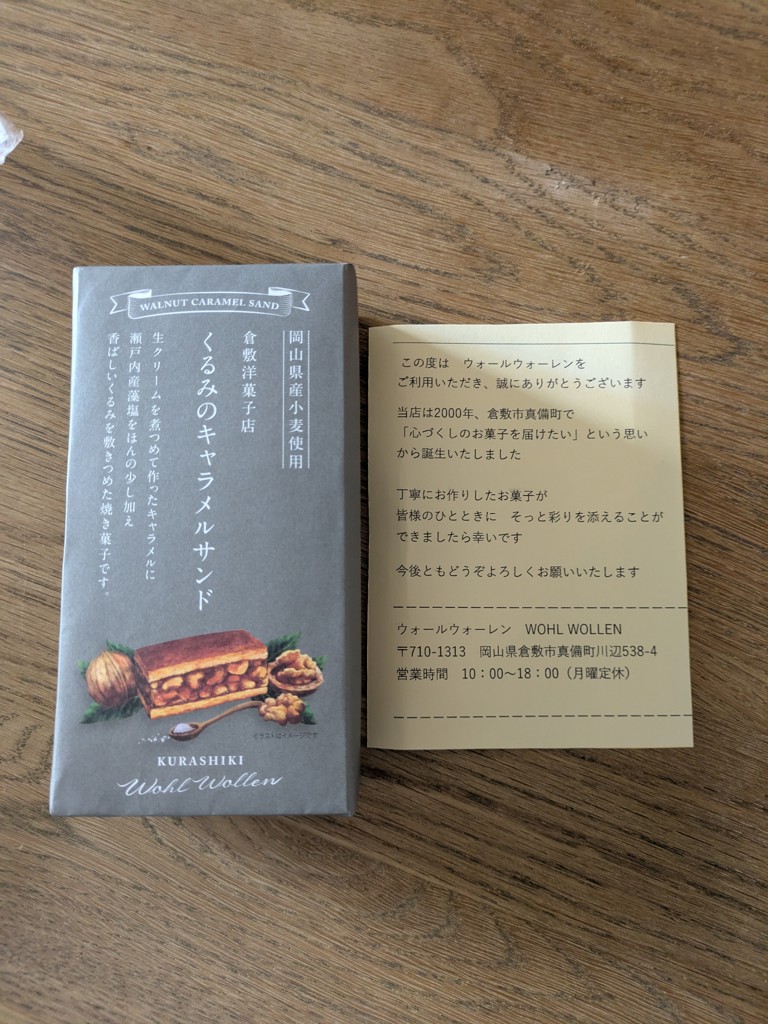 WALNUT CARAMEL SAND
岡山県産小麦使用
倉敷洋菓子店
くるみのキャラメルサンド
生クリームを煮つめて作ったキャラメルに
瀬戸内産藻塩をほんの少し加え
香ばしいくるみを敷きつめた焼き菓子です。
イラストはイメージです
KURASHIKI
Wohl Wollen
この度は　ウォールウォーレンを
ご利用いただき、誠にありがとうございます
当店は2000年、倉敷市真備町で
「心づくしのお菓子を届けたい」という思い
から誕生いたしました
丁寧にお作りしたお菓子が
皆様のひとときに　そっと彩りを添えることが
できましたら幸いです
今後ともどうぞよろしくお願いいたします
ウォールウォーレン　WOHL WOLLEN
〒710-1313　岡山県倉敷市真備町川辺538-4
営業時間　10：00〜18：00（月曜定休）